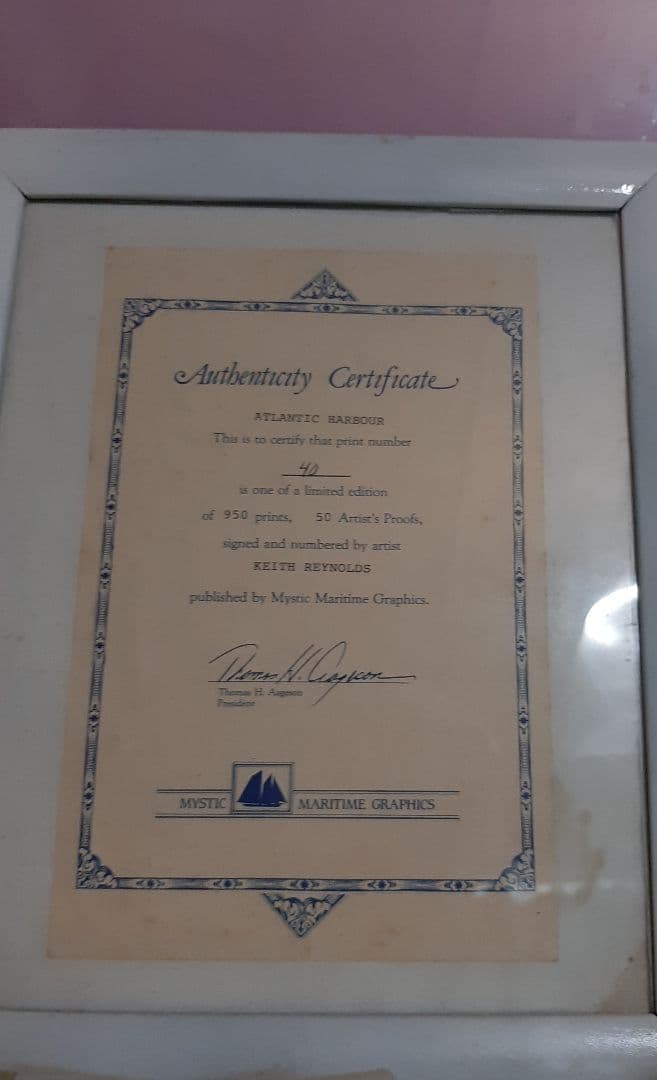 Authenticity Certificate
ATLANTIC HARBOUR
This is to certify that print number
40
is one of a limited edition
of 950 prints, 50 Artist's Proofs,
signed and numbered by artist
KEITH REYNOLDS
published by Mystic Maritime Graphics.
Thomas H. Aageson
Thomas H. Aageson
President
MYSTIC MARITIME GRAPHICS